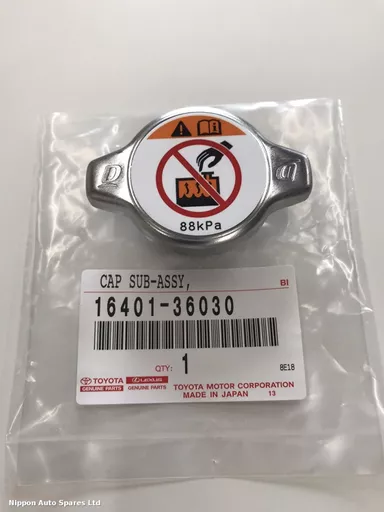 88kPa
CAP SUB-ASSY,
BI
16401-36030
QTY: 1
8E18
TOYOTA
GENUINE PARTS
LEXUS
GENUINE PARTS
TOYOTA MOTOR CORPORATION
MADE IN JAPAN 13
Nippon Auto Spares Ltd